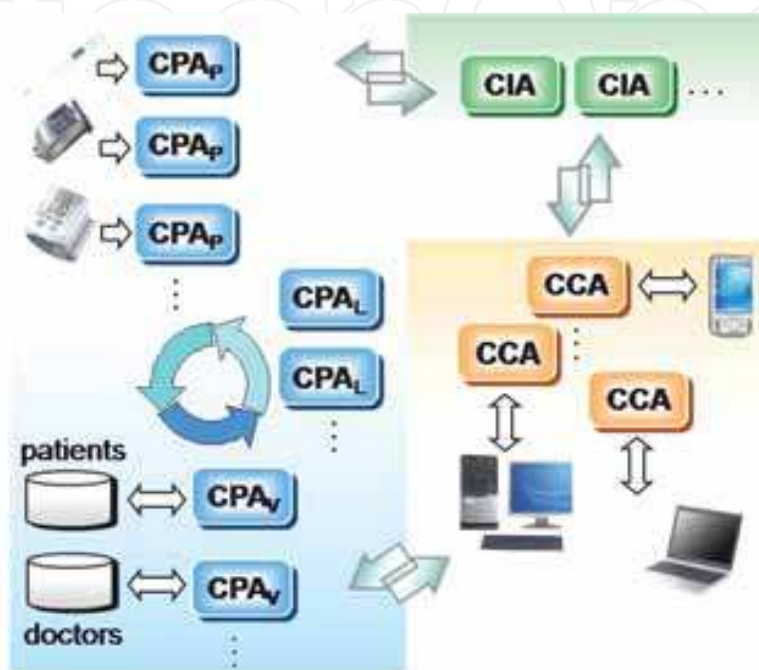 CPAP
CIA CIA ...
CPAP
CPAP
CPAL
CCA
CPAL
CCA
CCA
patients
CPAV
CPAV
doctors